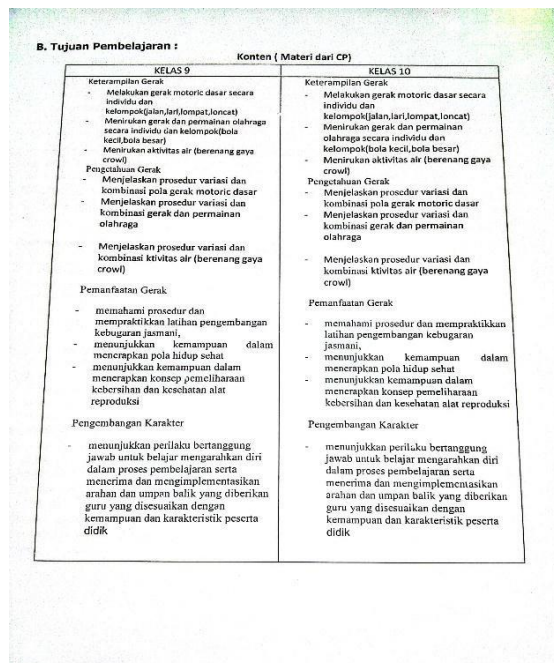 B. Tujuan Pembelajaran :
Konten ( Materi dari CP)
KELAS 9
Keterampilan Gerak
- Melakukan gerak motoric dasar secara
individu dan
kelompok(jalan,lari,lompat,loncat)
- Menirukan gerak dan permainan olahraga
secara individu dan kelompok(bola
kecil,bola besar)
- Menirukan aktivitas air (berenang gaya
crowl)
Pengetahuan Gerak
- Menjelaskan prosedur variasi dan
kombinasi pola gerak motoric dasar
- Menjelaskan prosedur variasi dan
kombinasi gerak dan permainan
olahraga
- Menjelaskan prosedur variasi dan
kombinasi ktivitas air (berenang gaya
crowl)
Pemanfaatan Gerak
- memahami prosedur dan
mempraktikkan latihan pengembangan
kebugaran jasmani,
- menunjukkan kemampuan dalam
menerapkan pola hidup sehat
- menunjukkan kemampuan dalam
menerapkan konsep pemeliharaan
kebersihan dan kesehatan alat
reproduksi
Pengembangan Karakter
- menunjukkan perilaku bertanggung
jawab untuk belajar mengarahkan diri
dalam proses pembelajaran serta
menerima dan mengimplementasikan
arahan dan umpan balik yang diberikan
guru yang disesuaikan dengan
kemampuan dan karakteristik peserta
didik
KELAS 10
Keterampilan Gerak
- Melakukan gerak motoric dasar secara
individu dan
kelompok(jalan,lari,lompat,loncat)
- Menirukan gerak dan permainan
olahraga secara individu dan
kelompok(bola kecil,bola besar)
- Menirukan aktivitas air (berenang gaya
crowl)
Pengetahuan Gerak
- Menjelaskan prosedur variasi dan
kombinasi pola gerak motoric dasar
- Menjelaskan prosedur variasi dan
kombinasi gerak dan permainan
olahraga
- Menjelaskan prosedur variasi dan
kombinasi ktivitas air (berenang gaya
crowl)
Pemanfaatan Gerak
- memahami prosedur dan mempraktikkan
latihan pengembangan kebugaran
jasmani,
- menunjukkan kemampuan dalam
menerapkan pola hidup sehat
- menunjukkan kemampuan dalam
menerapkan konsep pemeliharaan
kebersihan dan kesehatan alat reproduksi
Pengembangan Karakter
- menunjukkan perilaku bertanggung
jawab untuk belajar mengarahkan diri
dalam proses pembelajaran serta
menerima dan mengimplementasikan
arahan dan umpan balik yang diberikan
guru yang disesuaikan dengan
kemampuan dan karakteristik peserta
didik